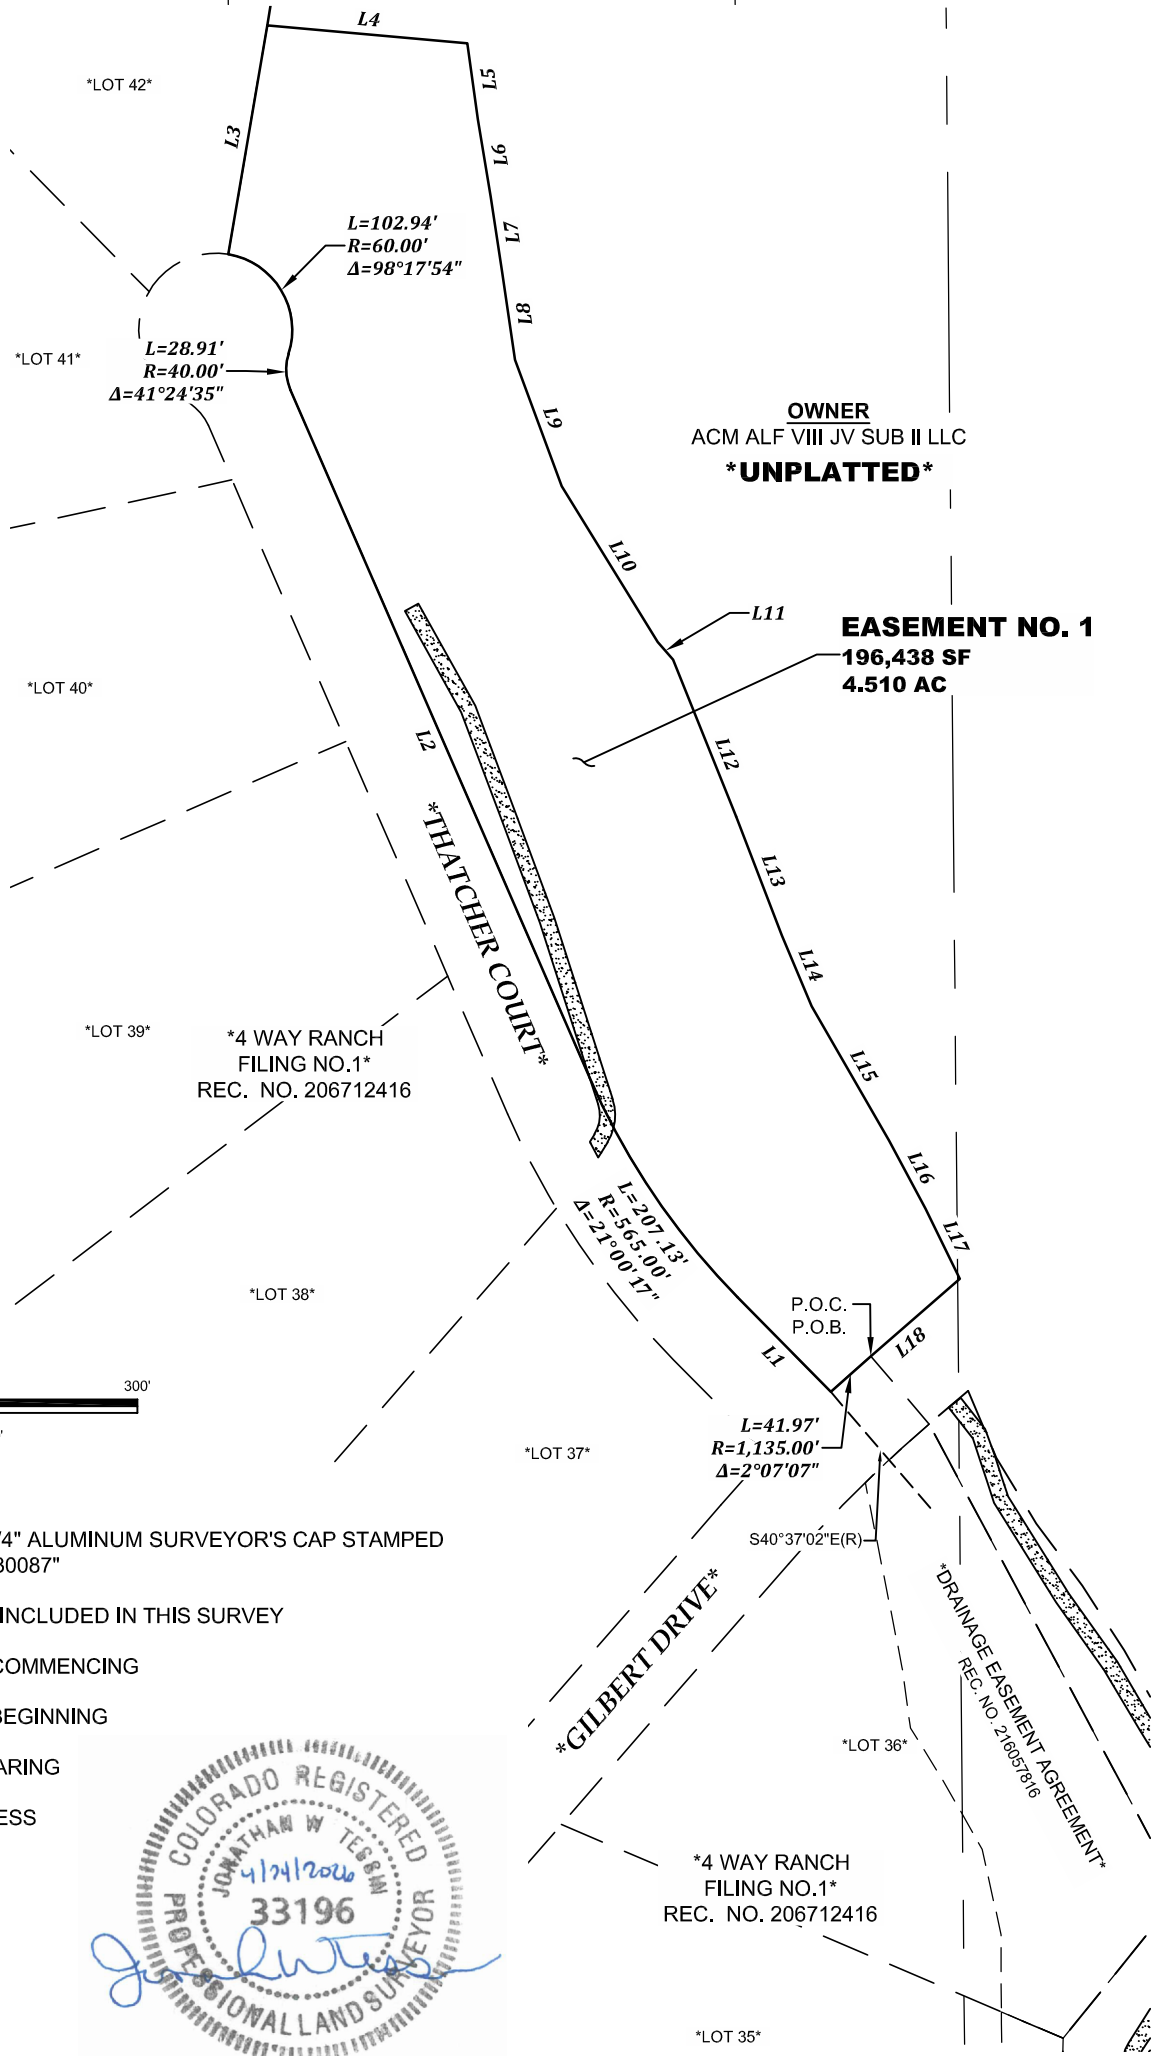 L4
*LOT 42*
L5
L3
L6
L=102.94'
R=60.00'
Δ=98°17'54"
L7
L8
*LOT 41*
L=28.91'
R=40.00'
Δ=41°24'35"
L9
OWNER
ACM ALF VIII JV SUB II LLC
*UNPLATTED*
L10
L11
EASEMENT NO. 1
196,438 SF
4.510 AC
*LOT 40*
L2
L12
*THATCHER COURT*
L13
L14
*LOT 39*
*4 WAY RANCH
FILING NO.1*
REC. NO. 206712416
L15
L16
L=207.13'
R=565.00'
Δ=21°00'17"
L17
*LOT 38*
P.O.C.
P.O.B.
L18
L1
300'
L=41.97'
R=1,135.00'
Δ=2°07'07"
*LOT 37*
S40°37'02"E(R)
/4" ALUMINUM SURVEYOR'S CAP STAMPED
30087"
INCLUDED IN THIS SURVEY
COMMENCING
BEGINNING
ARING
ESS
*GILBERT DRIVE*
*DRAINAGE EASEMENT AGREEMENT*
REC. NO. 216057816
*LOT 36*
COLORADO REGISTERED
JONATHAN W TESSIN
33196
PROFESSIONAL LAND SURVEYOR
*4 WAY RANCH
FILING NO.1*
REC. NO. 206712416
*LOT 35*